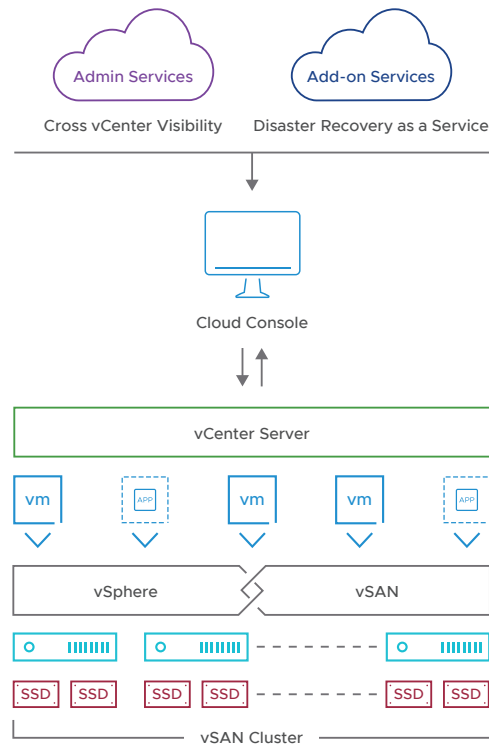 Admin Services
Add-on Services
Cross vCenter Visibility
Disaster Recovery as a Service
Cloud Console
vCenter Server
vm
APP
vm
vm
APP
vSphere
vSAN
SSD
SSD
SSD
SSD
SSD
SSD
vSAN Cluster